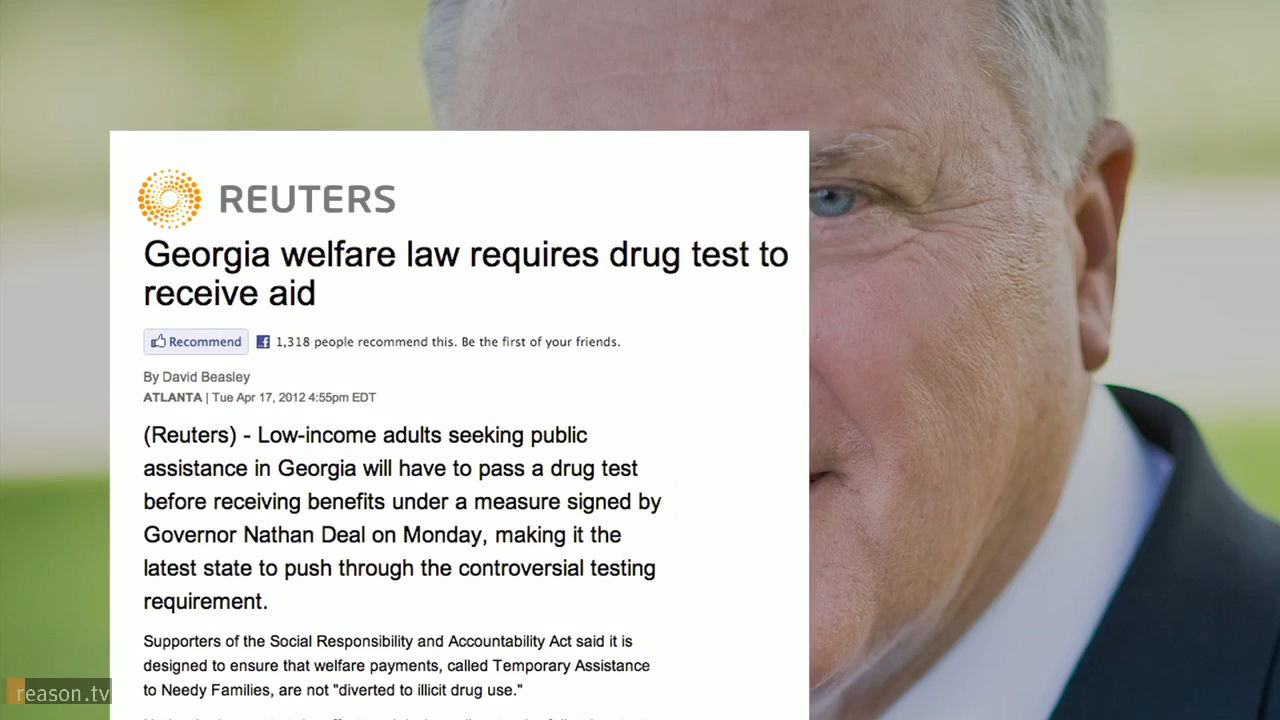 REUTERS
Georgia welfare law requires drug test to
receive aid
Recommend 1,318 people recommend this. Be the first of your friends.
By David Beasley
ATLANTA | Tue Apr 17, 2012 4:55pm EDT
(Reuters) - Low-income adults seeking public
assistance in Georgia will have to pass a drug test
before receiving benefits under a measure signed by
Governor Nathan Deal on Monday, making it the
latest state to push through the controversial testing
requirement.
Supporters of the Social Responsibility and Accountability Act said it is
designed to ensure that welfare payments, called Temporary Assistance
to Needy Families, are not "diverted to illicit drug use."
reason.tv